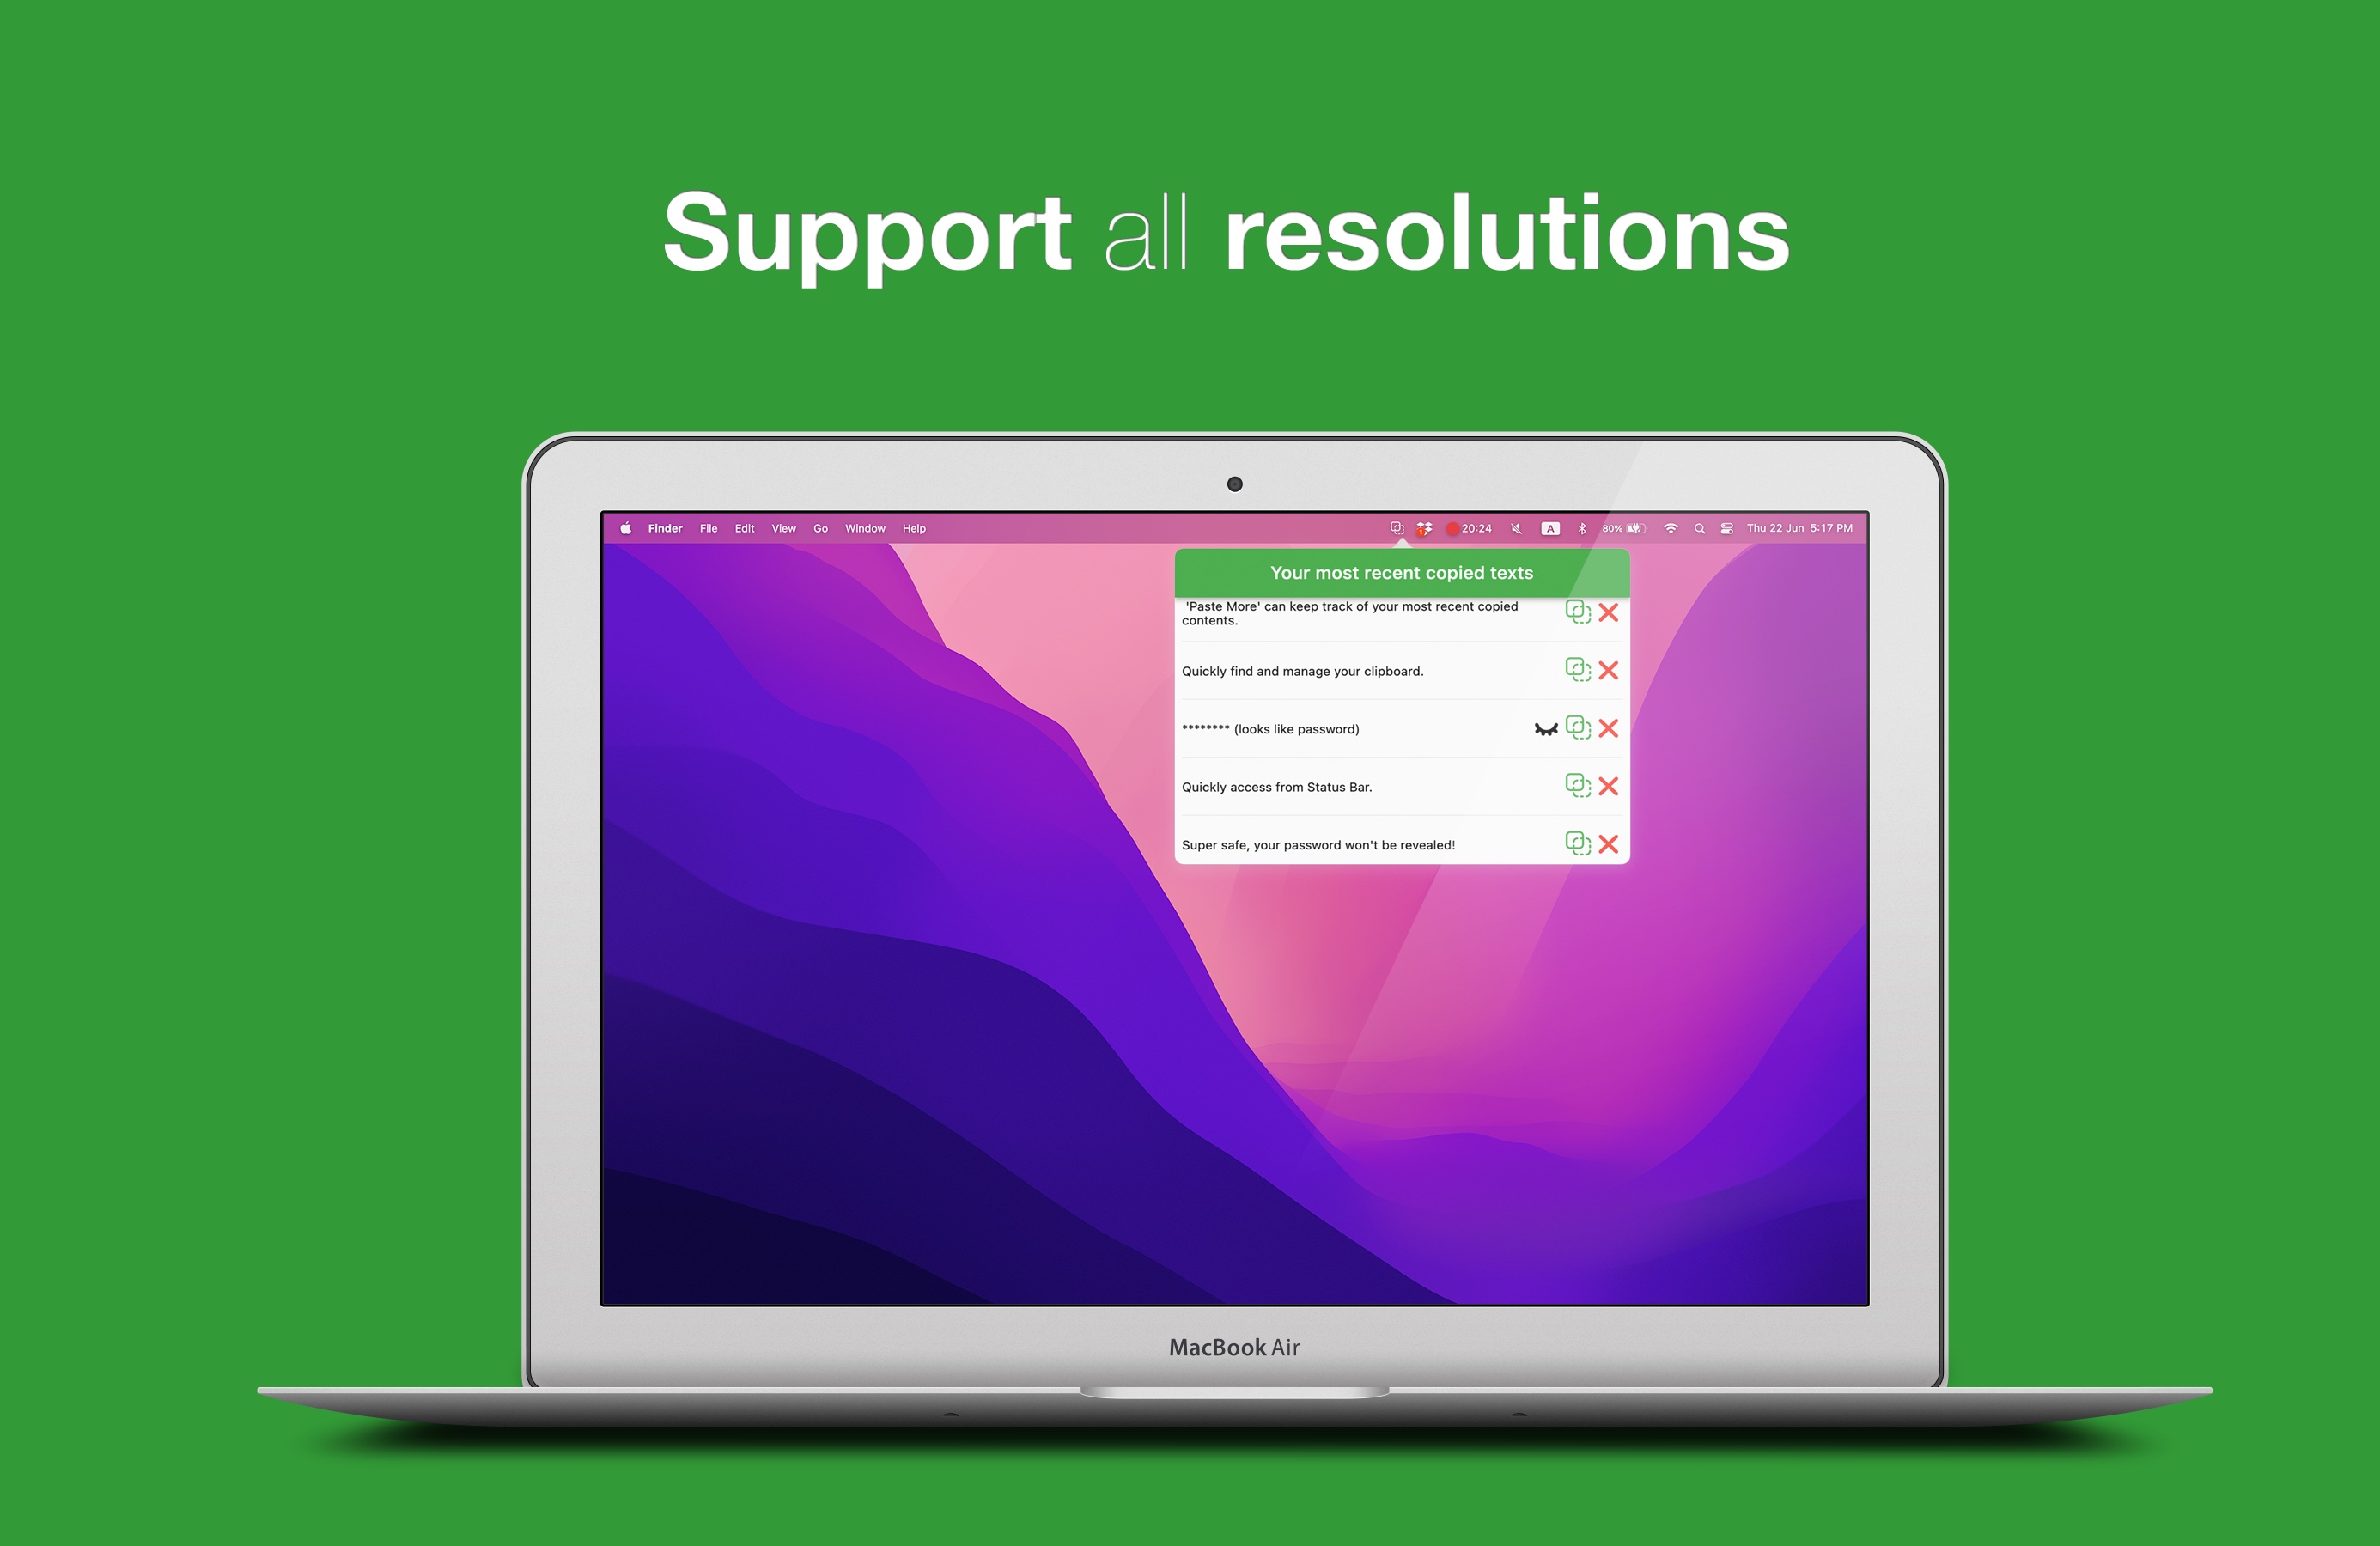 Support all resolutions
Finder File Edit View Go Window Help 20:24 A 80% Thu 22 Jun 5:17 PM
Your most recent copied texts
'Paste More' can keep track of your most recent copied
contents.
Quickly find and manage your clipboard.
******** (looks like password)
Quickly access from Status Bar.
Super safe, your password won't be revealed!
MacBook Air